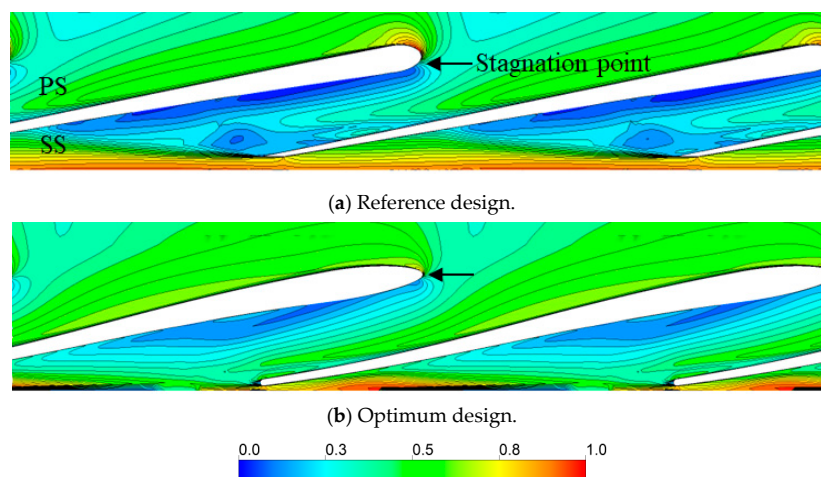 PS
Stagnation point
SS
(a) Reference design.
(b) Optimum design.
0.0 0.3 0.5 0.8 1.0